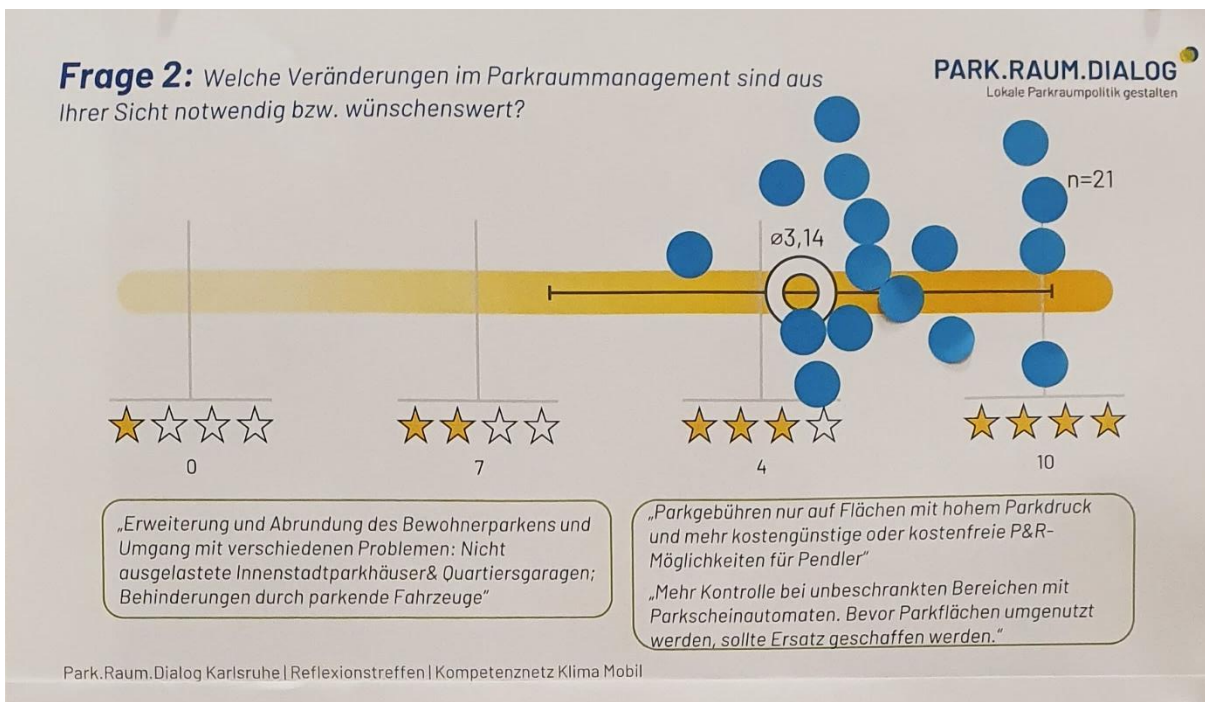 Frage 2: Welche Veränderungen im Parkraummanagement sind aus
Ihrer Sicht notwendig bzw. wünschenswert?
PARK.RAUM.DIALOG
Lokale Parkraumpolitik gestalten
n=21
⌀3,14
0
7
4
10
„Erweiterung und Abrundung des Bewohnerparkens und
Umgang mit verschiedenen Problemen: Nicht
ausgelastete Innenstadtparkhäuser& Quartiersgaragen;
Behinderungen durch parkende Fahrzeuge“
„Parkgebühren nur auf Flächen mit hohem Parkdruck
und mehr kostengünstige oder kostenfreie P&R-
Möglichkeiten für Pendler“
„Mehr Kontrolle bei unbeschrankten Bereichen mit
Parkscheinautomaten. Bevor Parkflächen umgenutzt
werden, sollte Ersatz geschaffen werden.“
Park.Raum.Dialog Karlsruhe | Reflexionstreffen | Kompetenznetz Klima Mobil